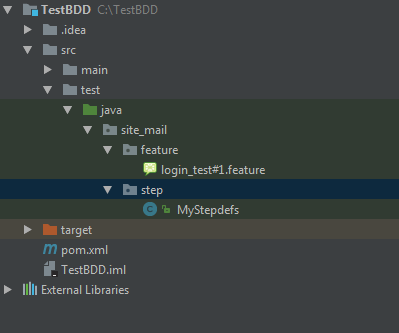 TestBDD C:\TestBDD
.idea
src
main
test
java
site_mail
feature
login_test#1.feature
step
MyStepdefs
target
pom.xml
TestBDD.iml
External Libraries